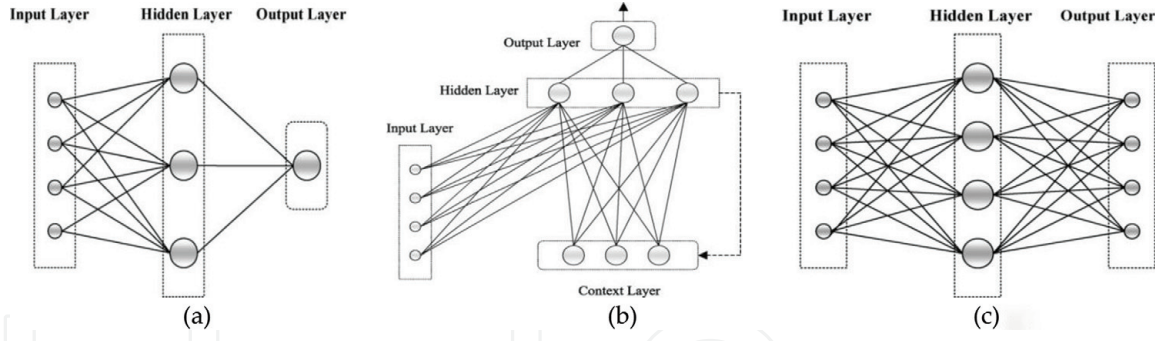 Input Layer Hidden Layer Output Layer
(a)
Output Layer
Hidden Layer
Input Layer
Context Layer
(b)
Input Layer Hidden Layer Output Layer
(c)